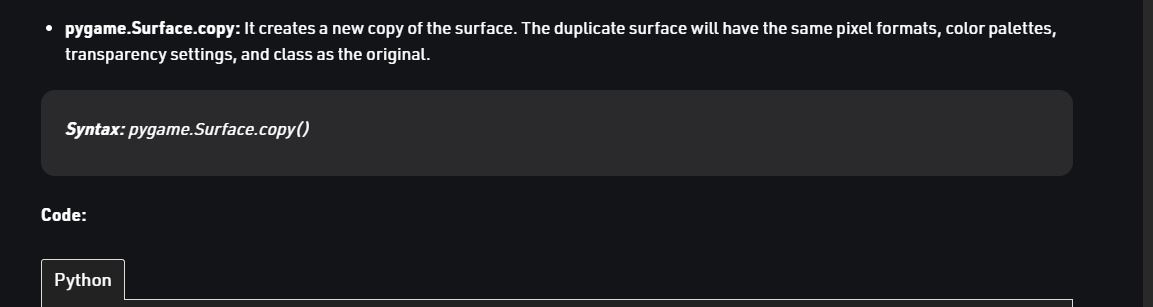 • pygame.Surface.copy: It creates a new copy of the surface. The duplicate surface will have the same pixel formats, color palettes,
transparency settings, and class as the original.
Syntax: pygame.Surface.copy()
Code:
Python